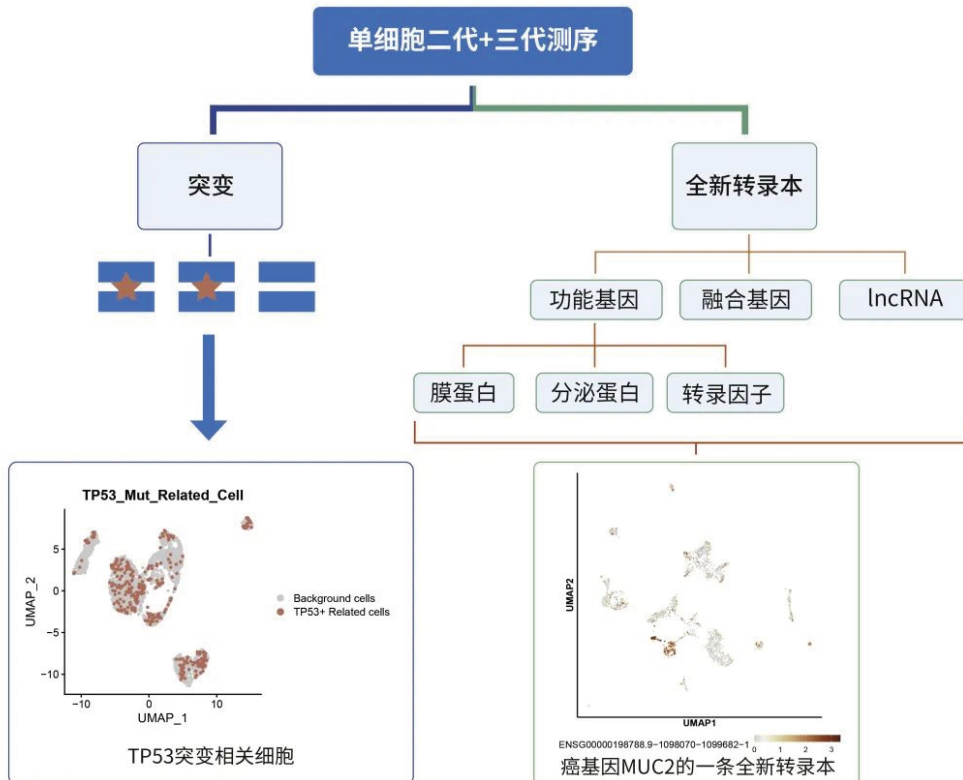 单细胞二代+三代测序
突变
全新转录本
功能基因
融合基因
lncRNA
膜蛋白
分泌蛋白
转录因子
TP53_Mut_Related_Cell
5
0
−5
−10
−10
0
10
UMAP_2
UMAP_1
Background cells
TP53+ Related cells
TP53突变相关细胞
UMAP2
UMAP1
ENSG00000198788.9-1098070-1099682-1
0 1 2 3
癌基因MUC2的一条全新转录本